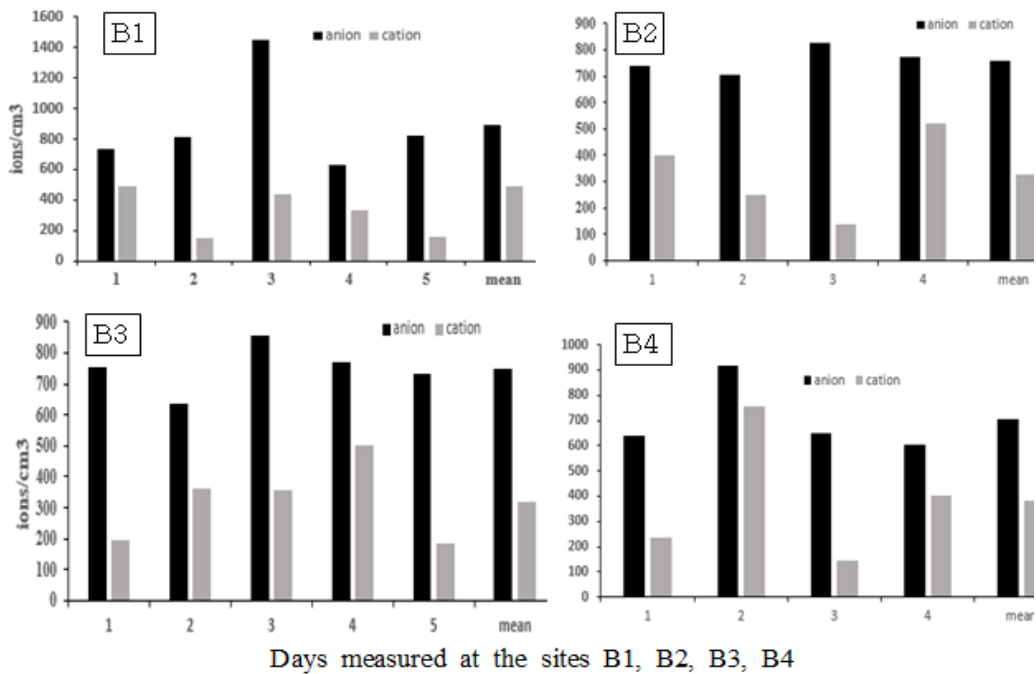 B1
anion cation
ions/cm3
1600
1400
1200
1000
800
600
400
200
0
1 2 3 4 5 mean
B2
anion cation
900
800
700
600
500
400
300
200
100
0
1 2 3 4 mean
B3
anion cation
ions/cm3
900
800
700
600
500
400
300
200
100
0
1 2 3 4 5 mean
B4
anion cation
1000
900
800
700
600
500
400
300
200
100
0
1 2 3 4 mean
Days measured at the sites B1, B2, B3, B4